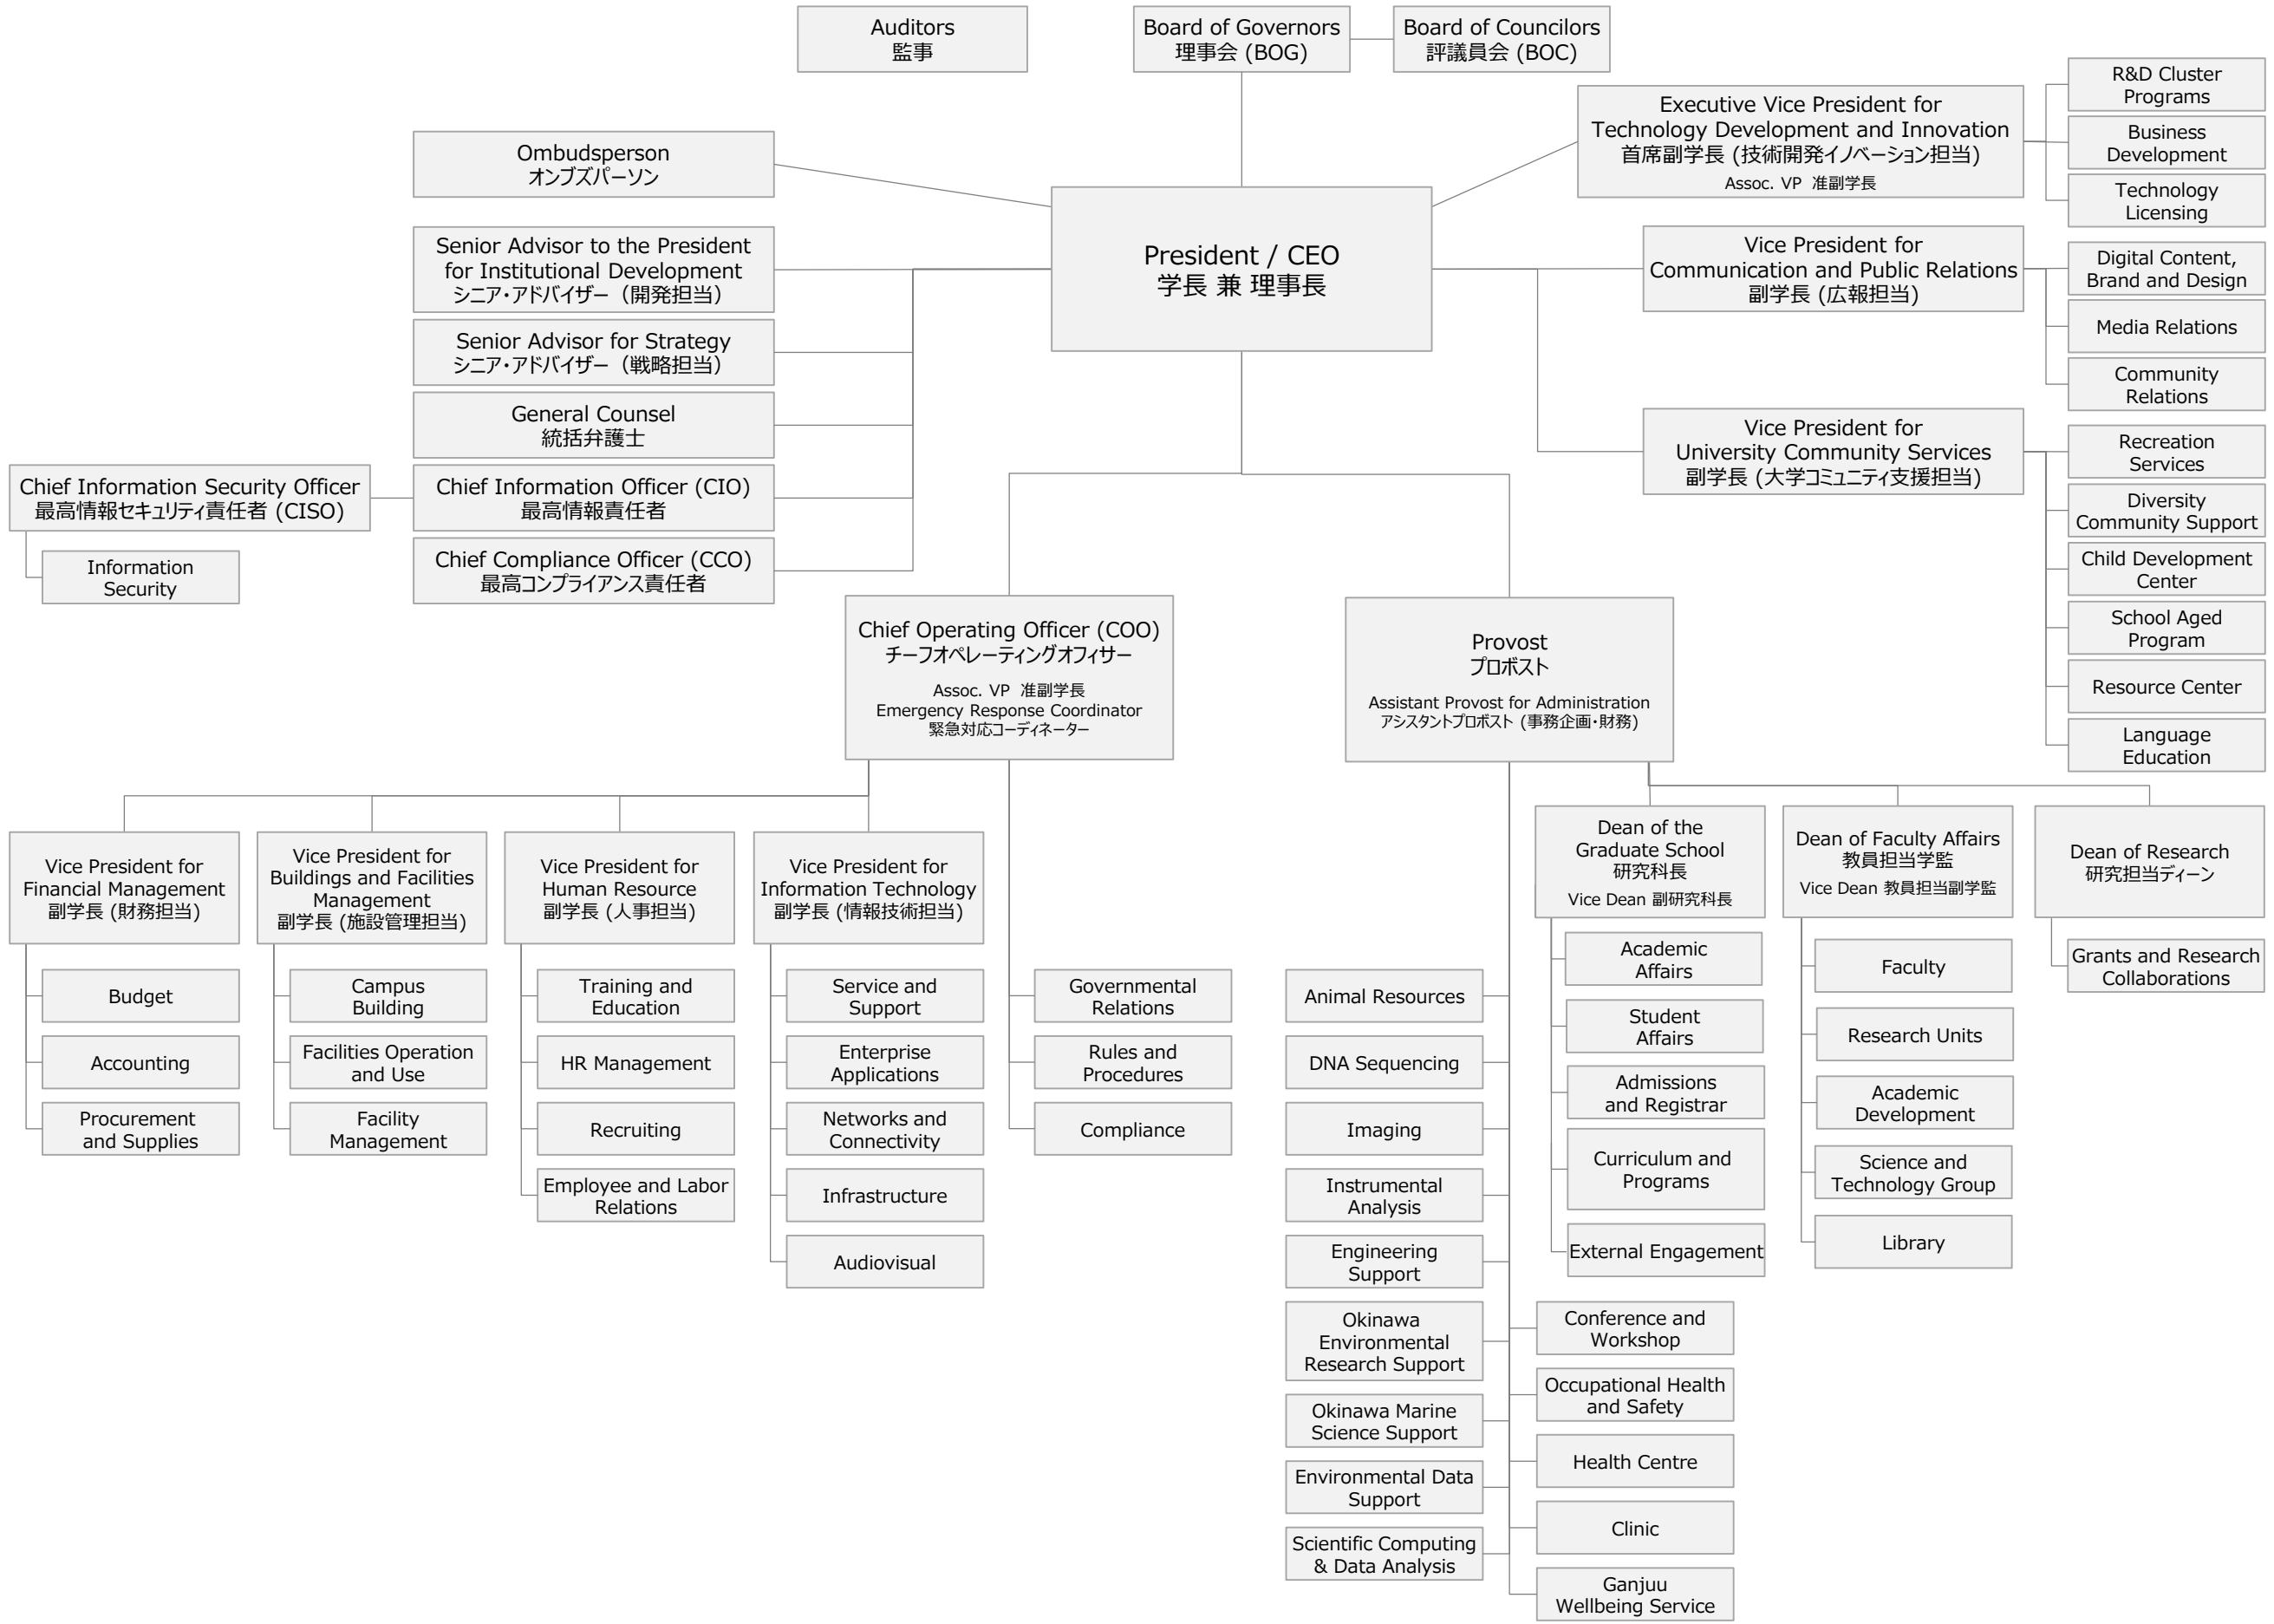 Auditors
監事
Board of Governors
理事会 (BOG)
Board of Councilors
評議員会 (BOC)
Ombudsperson
オンブズパーソン
Senior Advisor to the President
for Institutional Development
シニア・アドバイザー（開発担当）
Senior Advisor for Strategy
シニア・アドバイザー（戦略担当）
General Counsel
統括弁護士
Chief Information Officer (CIO)
最高情報責任者
Chief Compliance Officer (CCO)
最高コンプライアンス責任者
Chief Information Security Officer
最高情報セキュリティ責任者 (CISO)
Information
Security
President / CEO
学長 兼 理事長
Executive Vice President for
Technology Development and Innovation
首席副学長 (技術開発イノベーション担当)
Assoc. VP 准副学長
R&D Cluster
Programs
Business
Development
Technology
Licensing
Vice President for
Communication and Public Relations
副学長 (広報担当)
Digital Content,
Brand and Design
Media Relations
Community
Relations
Vice President for
University Community Services
副学長 (大学コミュニティ支援担当)
Recreation
Services
Diversity
Community Support
Child Development
Center
School Aged
Program
Resource Center
Language
Education
Chief Operating Officer (COO)
チーフオペレーティングオフィサー
Assoc. VP 准副学長
Emergency Response Coordinator
緊急対応コーディネーター
Provost
プロボスト
Assistant Provost for Administration
アシスタントプロボスト (事務企画・財務)
Vice President for
Financial Management
副学長 (財務担当)
Budget
Accounting
Procurement
and Supplies
Vice President for
Buildings and Facilities
Management
副学長 (施設管理担当)
Campus
Building
Facilities Operation
and Use
Facility
Management
Vice President for
Human Resource
副学長 (人事担当)
Training and
Education
HR Management
Recruiting
Employee and Labor
Relations
Vice President for
Information Technology
副学長 (情報技術担当)
Service and
Support
Enterprise
Applications
Networks and
Connectivity
Infrastructure
Audiovisual
Governmental
Relations
Rules and
Procedures
Compliance
Animal Resources
DNA Sequencing
Imaging
Instrumental
Analysis
Engineering
Support
Okinawa
Environmental
Research Support
Okinawa Marine
Science Support
Environmental Data
Support
Scientific Computing
& Data Analysis
Dean of the
Graduate School
研究科長
Vice Dean 副研究科長
Academic
Affairs
Student
Affairs
Admissions
and Registrar
Curriculum and
Programs
External Engagement
Conference and
Workshop
Occupational Health
and Safety
Health Centre
Clinic
Ganjuu
Wellbeing Service
Dean of Faculty Affairs
教員担当学監
Vice Dean 教員担当副学監
Faculty
Research Units
Academic
Development
Science and
Technology Group
Library
Dean of Research
研究担当ディーン
Grants and Research
Collaborations